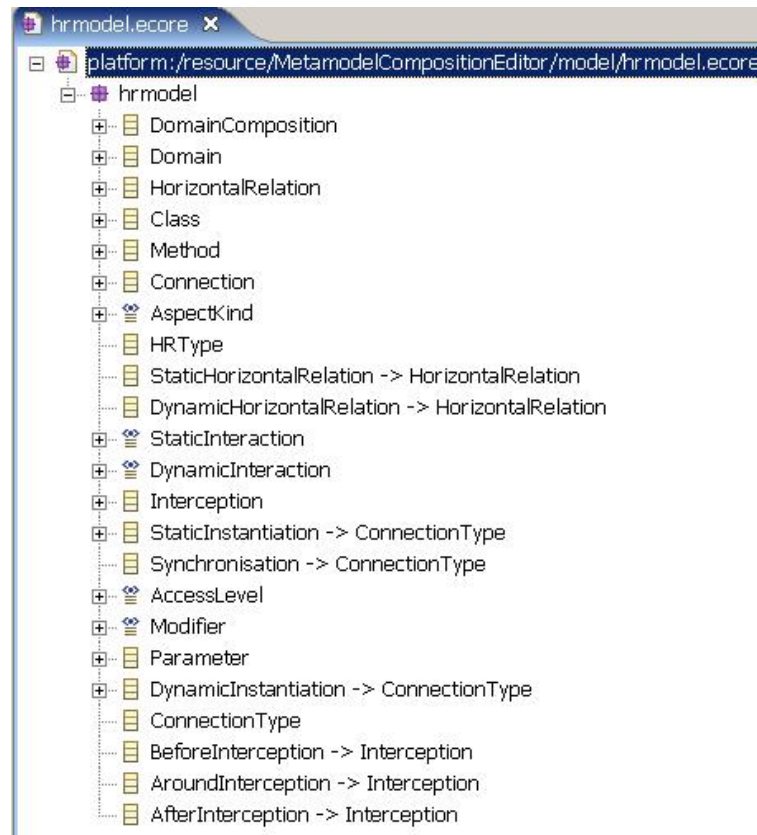 hrmodel.ecore
platform:/resource/MetamodelCompositionEditor/model/hrmodel.ecore
hrmodel
DomainComposition
Domain
HorizontalRelation
Class
Method
Connection
AspectKind
HRType
StaticHorizontalRelation -> HorizontalRelation
DynamicHorizontalRelation -> HorizontalRelation
StaticInteraction
DynamicInteraction
Interception
StaticInstantiation -> ConnectionType
Synchronisation -> ConnectionType
AccessLevel
Modifier
Parameter
DynamicInstantiation -> ConnectionType
ConnectionType
BeforeInterception -> Interception
AroundInterception -> Interception
AfterInterception -> Interception